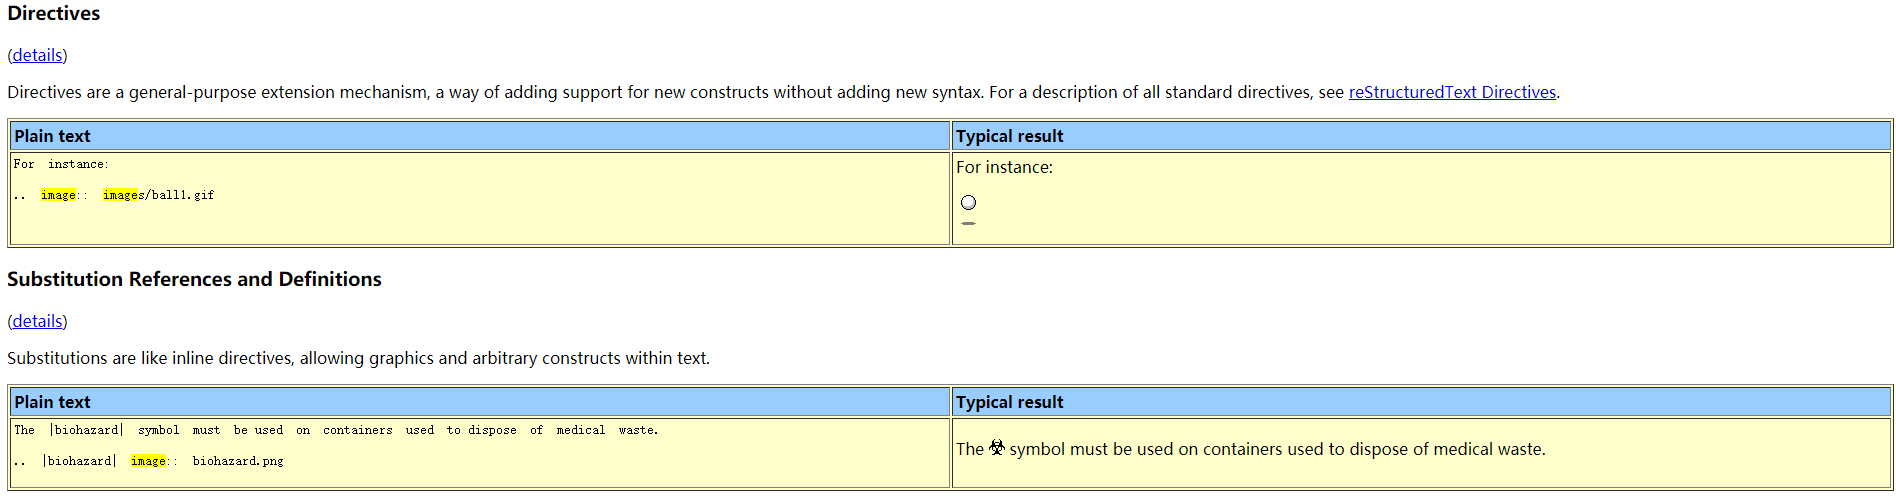 Directives
(details)
Directives are a general-purpose extension mechanism, a way of adding support for new constructs without adding new syntax. For a description of all standard directives, see reStructuredText Directives.
Plain text
Typical result
For instance:
.. image:: images/ball1.gif
For instance:
Substitution References and Definitions
(details)
Substitutions are like inline directives, allowing graphics and arbitrary constructs within text.
Plain text
Typical result
The |biohazard| symbol must be used on containers used to dispose of medical waste.
.. |biohazard| image:: biohazard.png
The ☣ symbol must be used on containers used to dispose of medical waste.